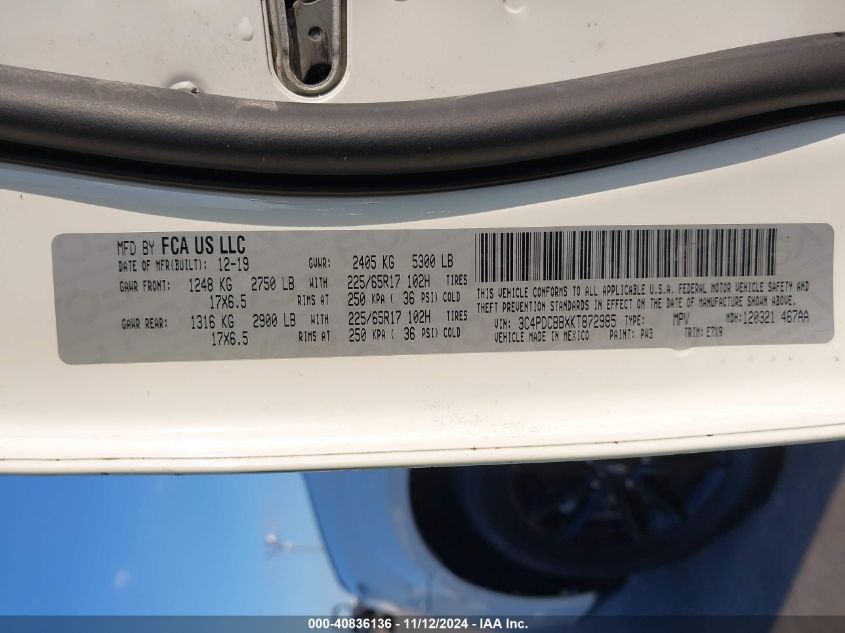 MFD BY FCA US LLC
DATE OF MFR(BUILT): 12-19 GVWR: 2405 KG 5300 LB
GAWR FRONT: 1248 KG 2750 LB WITH 225/65R17 102H TIRES
17X6.5 RIMS AT 250 KPA ( 36 PSI) COLD
GAWR REAR: 1316 KG 2900 LB WITH 225/65R17 102H TIRES
17X6.5 RIMS AT 250 KPA ( 36 PSI) COLD
THIS VEHICLE CONFORMS TO ALL APPLICABLE U.S.A. FEDERAL MOTOR VEHICLE SAFETY AND
THEFT PREVENTION STANDARDS IN EFFECT ON THE DATE OF MANUFACTURE SHOWN ABOVE.
VIN: 3C4PDCBBXKT872985 TYPE: MPV MDH:120321 467AA
VEHICLE MADE IN MEXICO PAINT: PW3 TRIM: E7X9
000-40836136 - 11/12/2024 - IAA Inc.